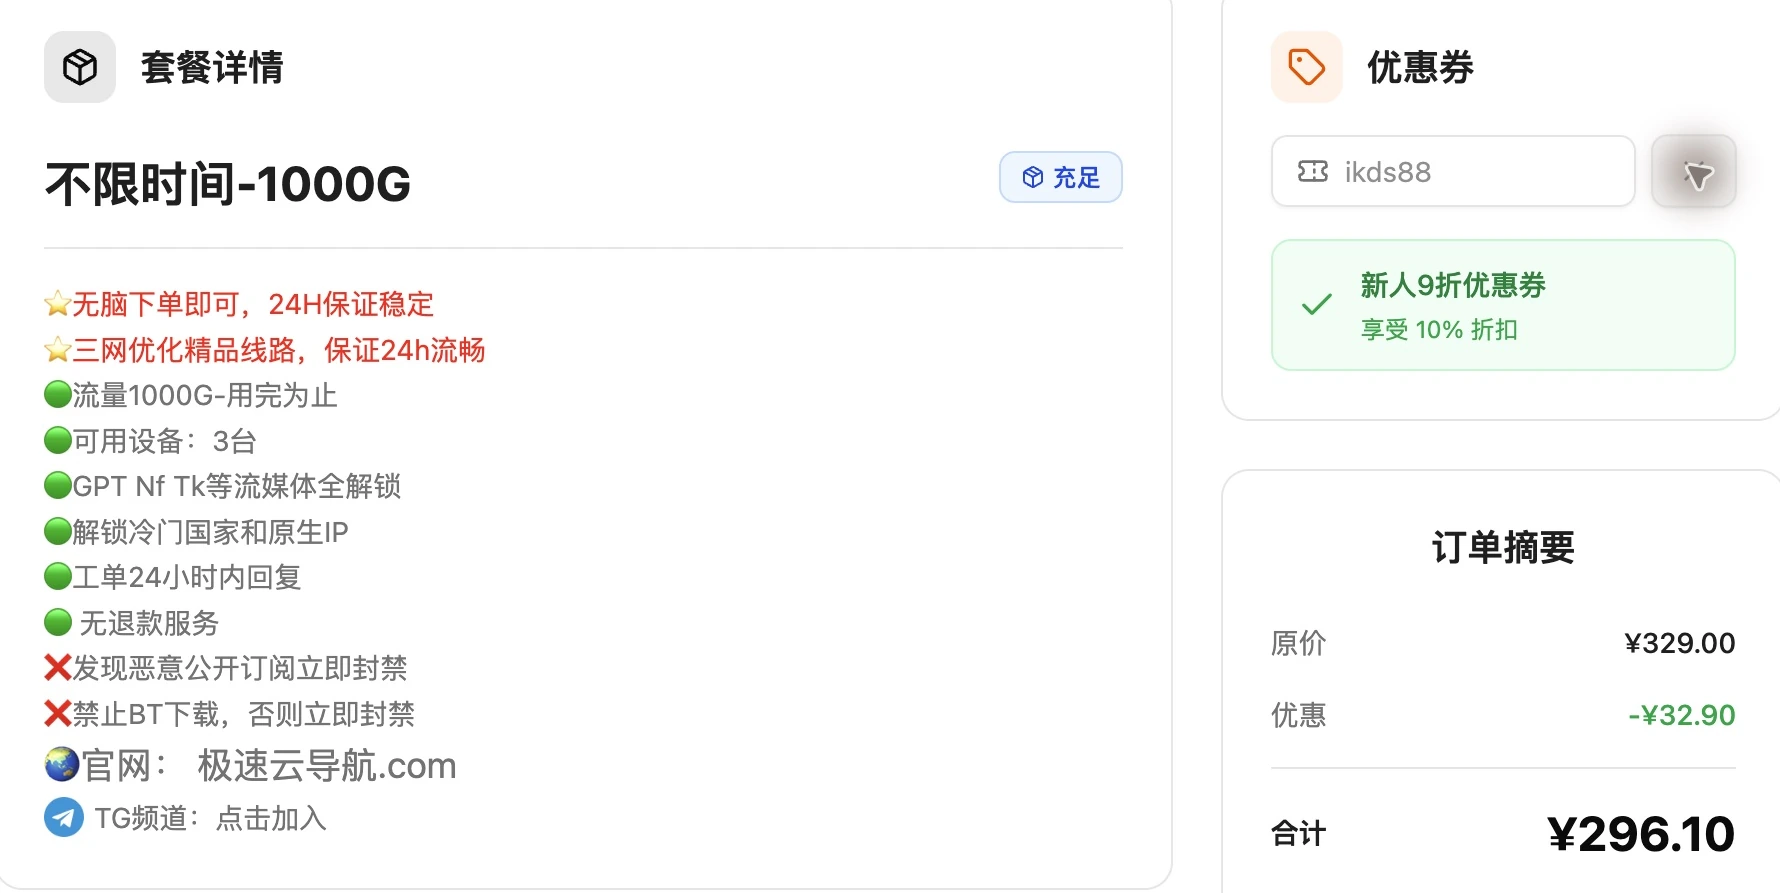 套餐详情
不限时间-1000G
充足
⭐无脑下单即可，24H保证稳定
⭐三网优化精品线路，保证24h流畅
🟢流量1000G-用完为止
🟢可用设备：3台
🟢GPT Nf Tk等流媒体全解锁
🟢解锁冷门国家和原生IP
🟢工单24小时内回复
🟢 无退款服务
❌发现恶意公开订阅立即封禁
❌禁止BT下载，否则立即封禁
🌏官网： 极速云导航.com
TG频道：点击加入
优惠券
ikds88
新人9折优惠券
享受 10% 折扣
订单摘要
原价 ¥329.00
优惠 -¥32.90
合计 ¥296.10